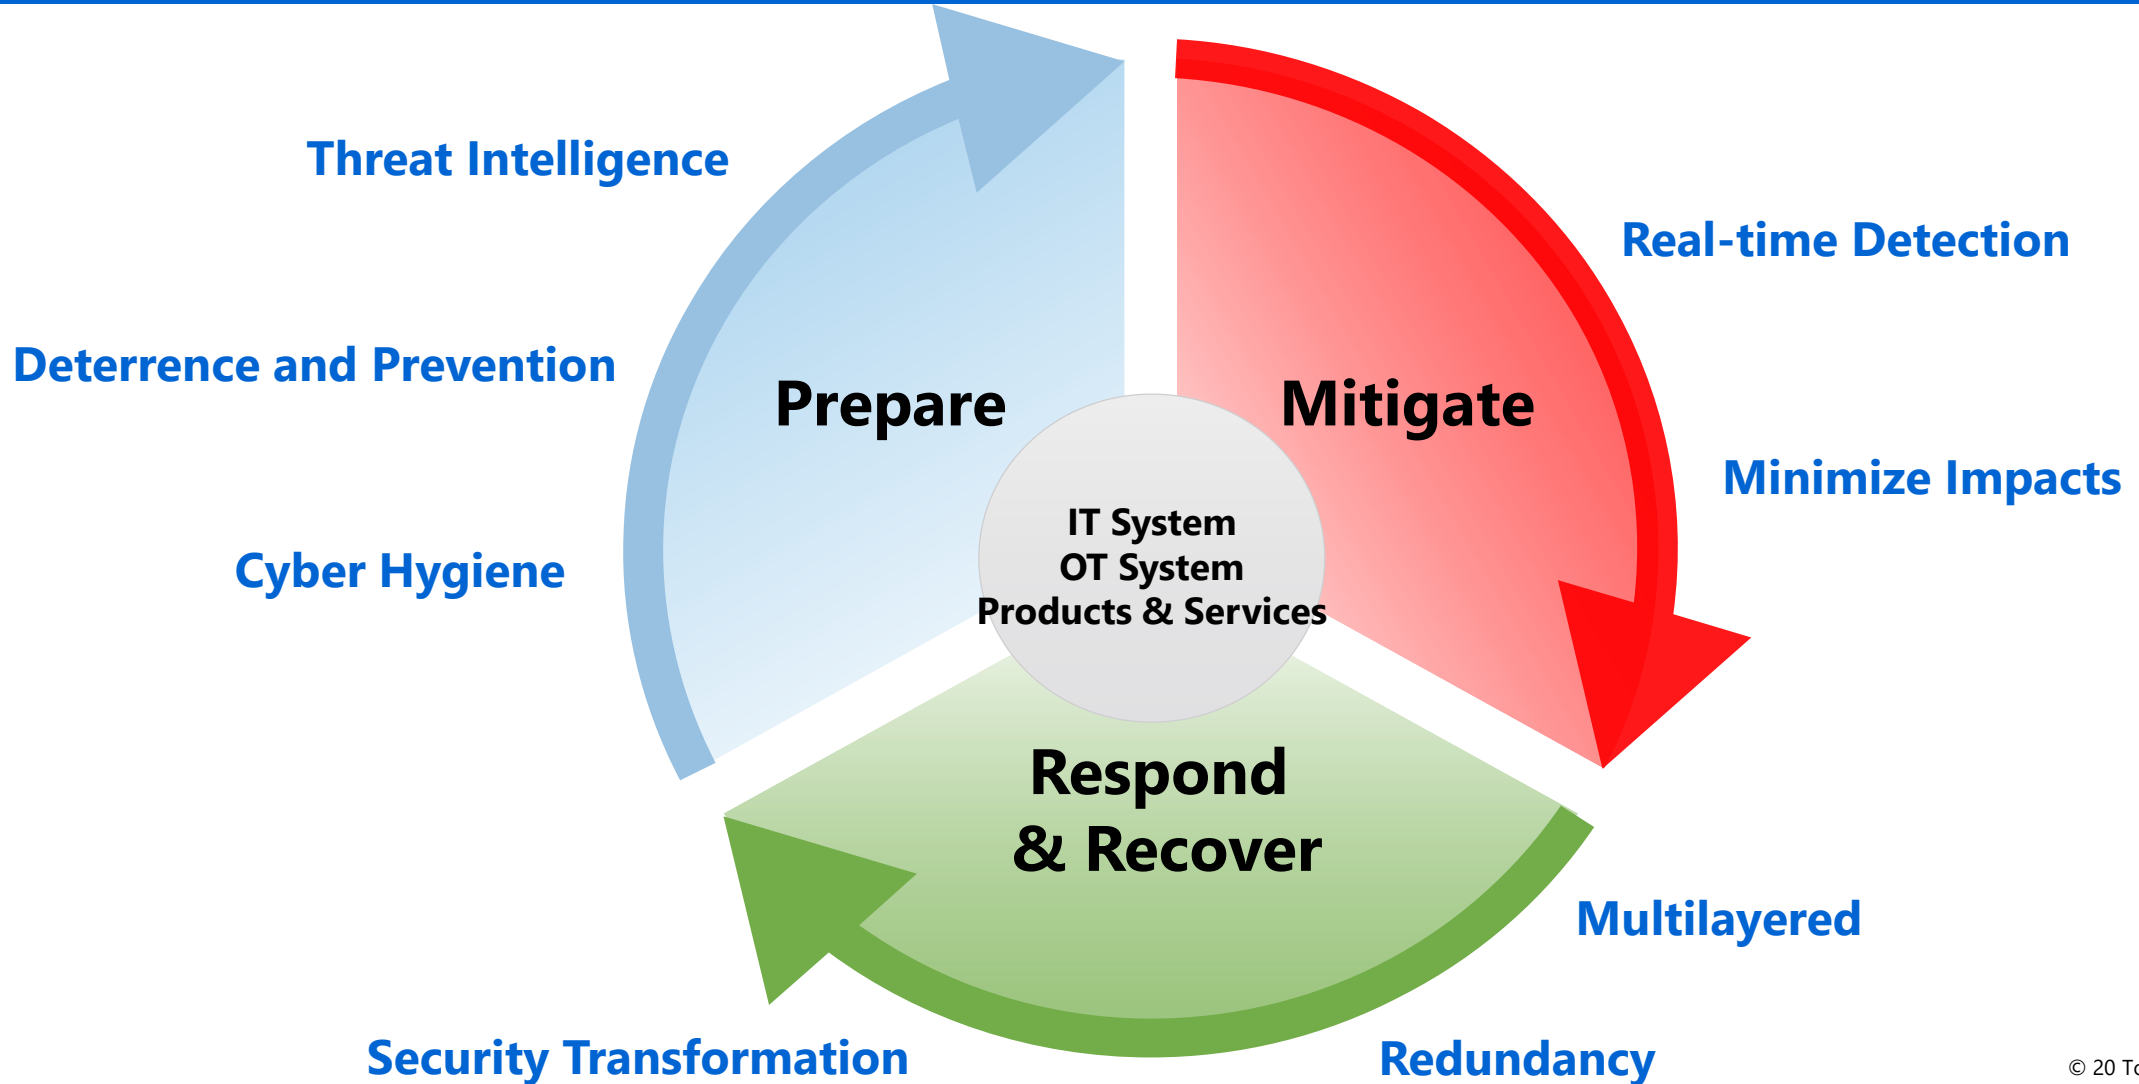 Threat Intelligence
Real-time Detection
Deterrence and Prevention
Prepare
Mitigate
Minimize Impacts
IT System
OT System
Products & Services
Cyber Hygiene
Respond
& Recover
Multilayered
Security Transformation
Redundancy
© 20